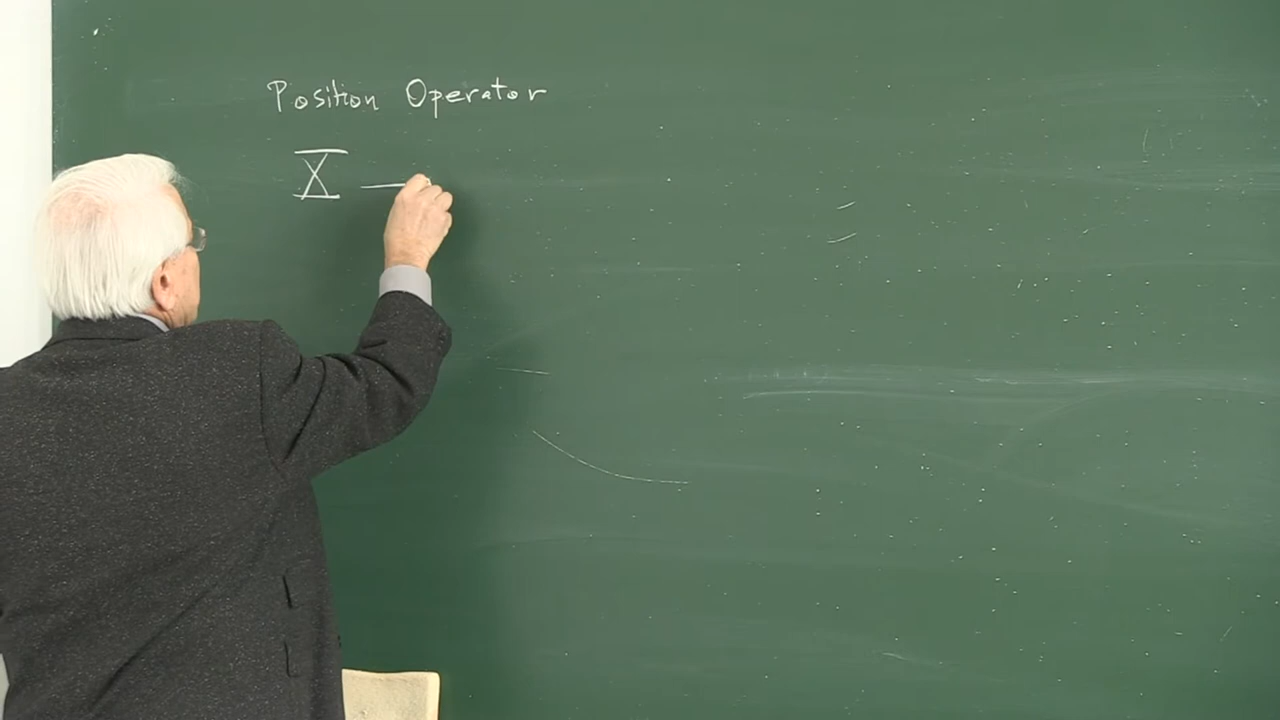 Position Operator
X —